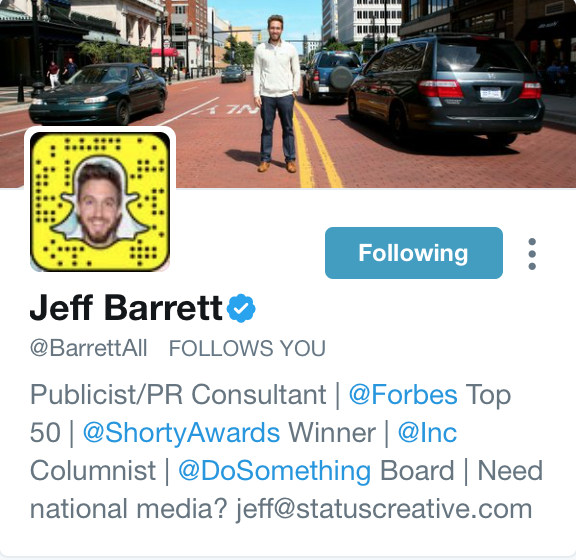 Following
Jeff Barrett
@BarrettAll FOLLOWS YOU
Publicist/PR Consultant | @Forbes Top
50 | @ShortyAwards Winner | @Inc
Columnist | @DoSomething Board | Need
national media? jeff@statuscreative.com